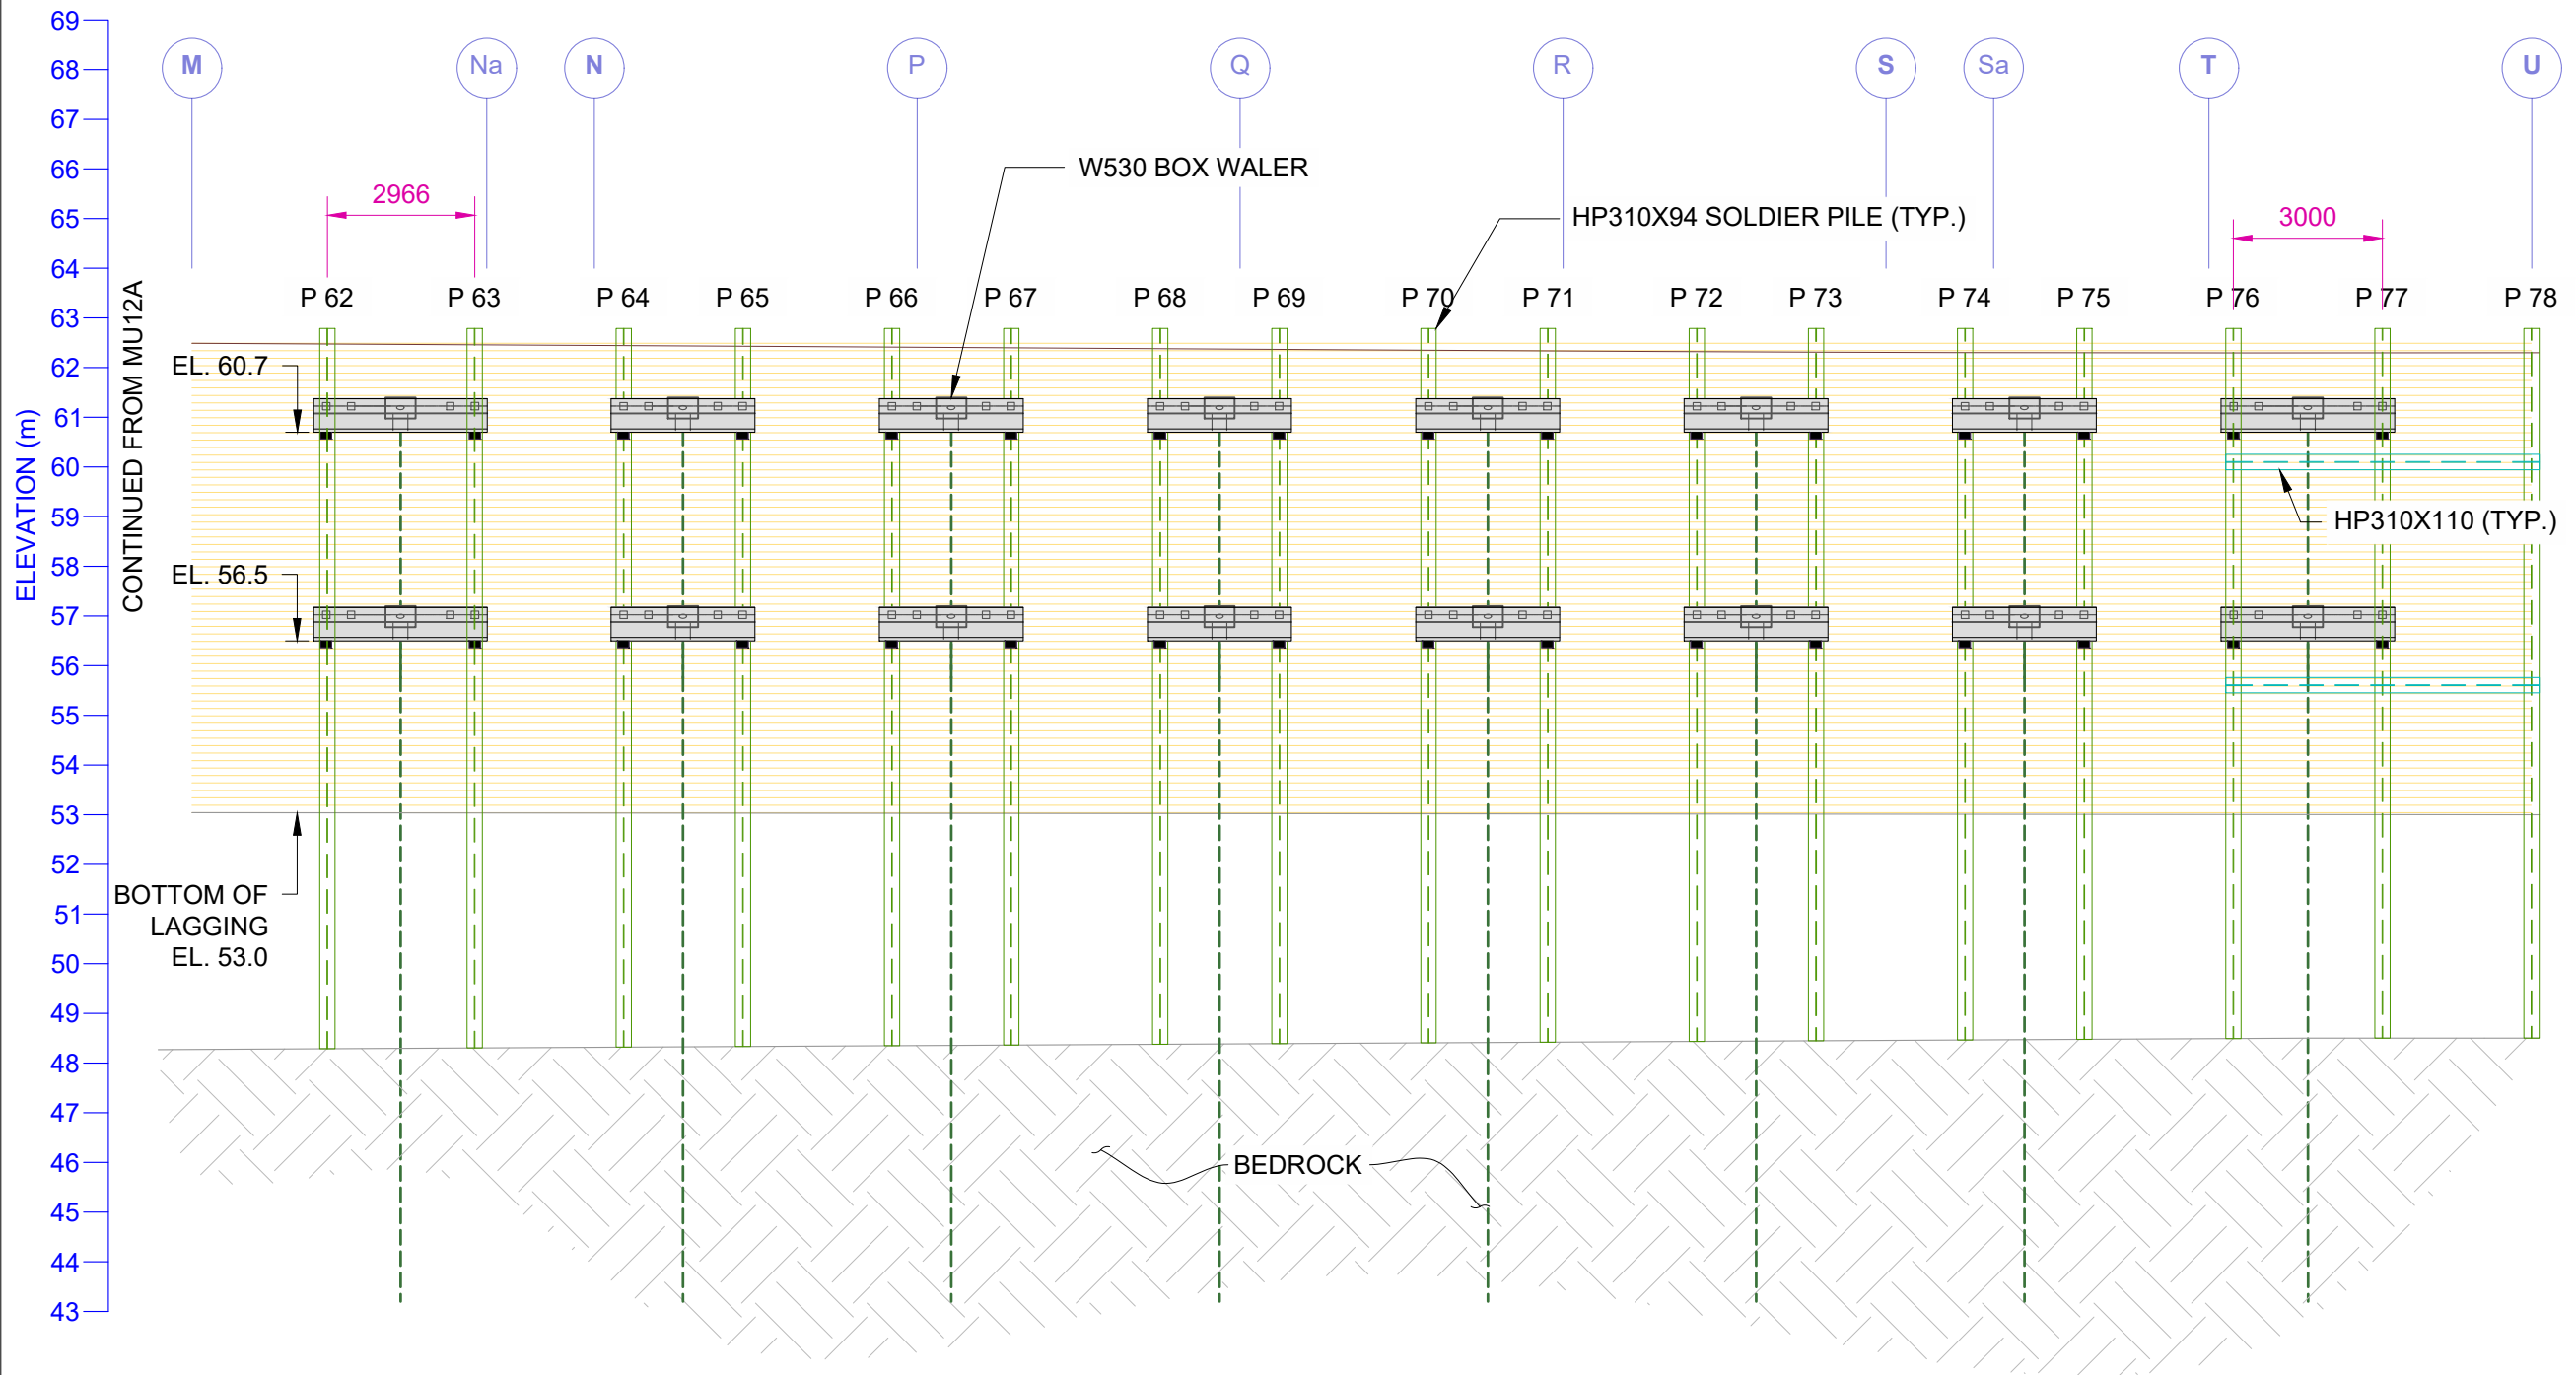 69
68
67
66
65
64
63
62
61
60
59
58
57
56
55
54
53
52
51
50
49
48
47
46
45
44
43
ELEVATION (m)
CONTINUED FROM MU12A
M
Na
N
P
Q
R
S
Sa
T
U
W530 BOX WALER
2966
HP310X94 SOLDIER PILE (TYP.)
3000
P 62
P 63
P 64
P 65
P 66
P 67
P 68
P 69
P 70
P 71
P 72
P 73
P 74
P 75
P 76
P 77
P 78
EL. 60.7
HP310X110 (TYP.)
EL. 56.5
BOTTOM OF
LAGGING
EL. 53.0
BEDROCK